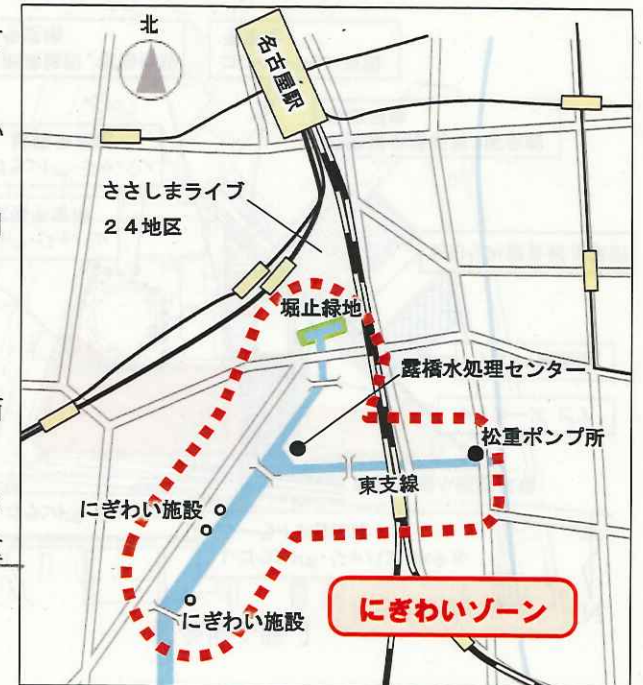 北
名古屋駅
ささしまライブ
２４地区
堀止緑地
露橋水処理センター
松重ポンプ所
東支線
にぎわい施設
にぎわい施設
にぎわいゾーン